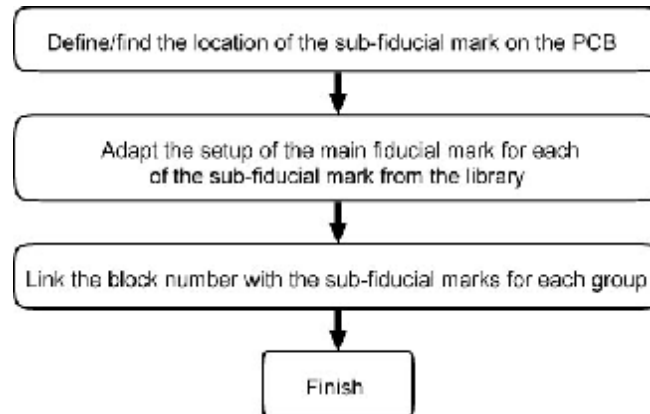 Define/find the location of the sub-fiducial mark on the PCB
Adapt the setup of the main fiducial mark for each
of the sub-fiducial mark from the library
Link the block number with the sub-fiducial marks for each group
Finish